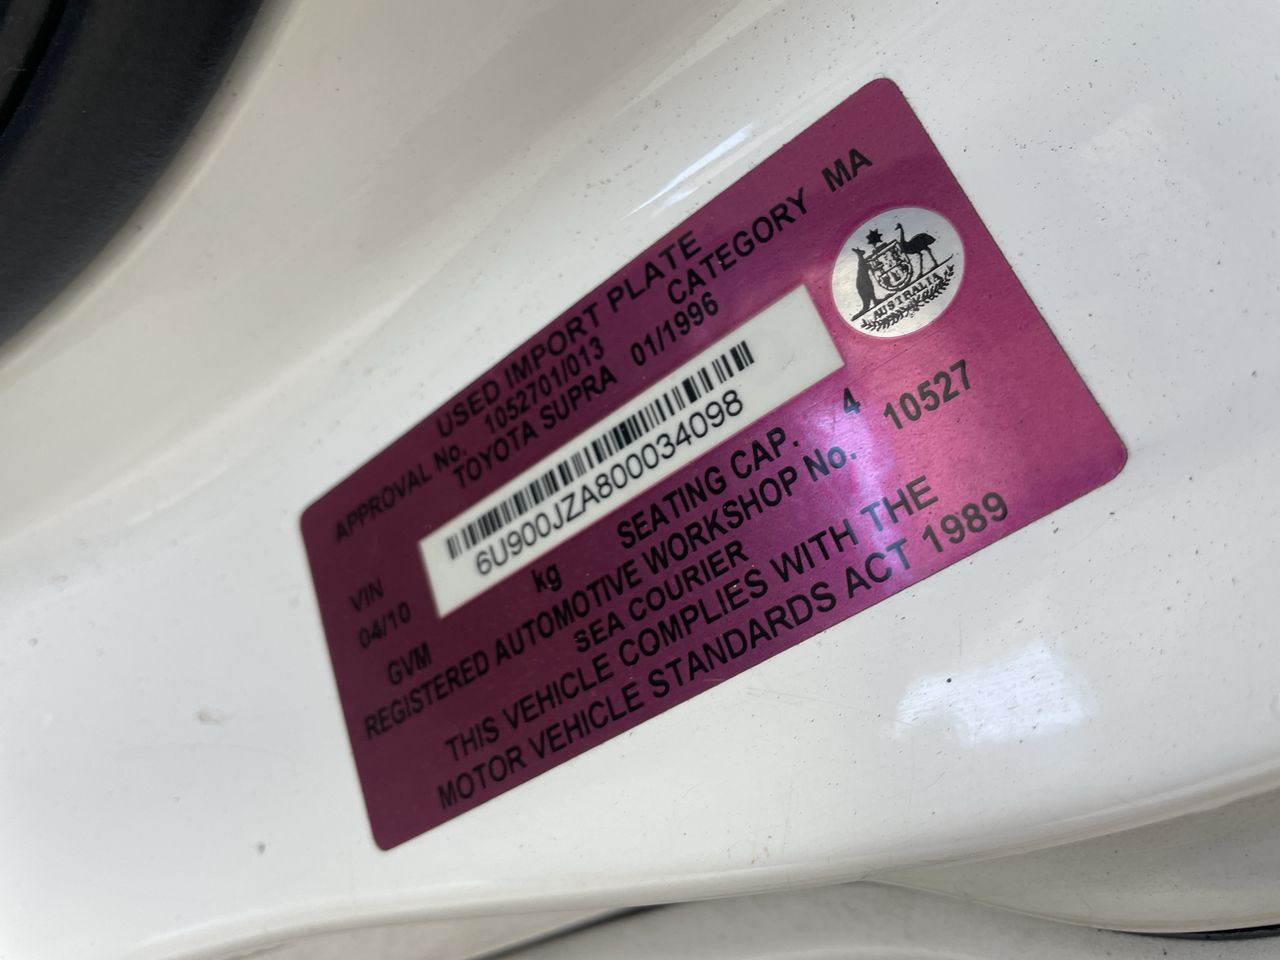 USED IMPORT PLATE
APPROVAL No. 1052701/013 CATEGORY MA
TOYOTA SUPRA 01/1996
VIN 6U900JZA800034098
04/10
GVM kg SEATING CAP. 4
REGISTERED AUTOMOTIVE WORKSHOP No. 10527
SEA COURIER
THIS VEHICLE COMPLIES WITH THE
MOTOR VEHICLE STANDARDS ACT 1989
AUSTRALIA